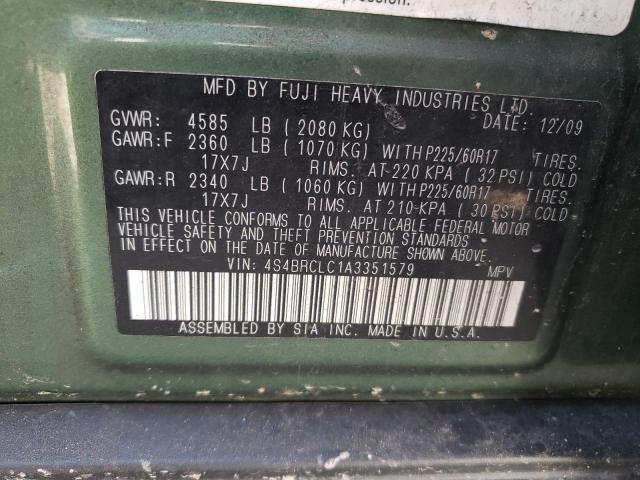 pression.
MFD BY FUJI HEAVY INDUSTRIES LTD.
GVWR: 4585 LB ( 2080 KG) DATE: 12/09
GAWR:F 2360 LB ( 1070 KG) WITH P225/60R17 TIRES.
17X7J RIMS. AT-220 KPA ( 32 PSI) COLD
GAWR:R 2340 LB ( 1060 KG) WITH P225/60R17 TIRES.
17X7J RIMS. AT 210-KPA ( 30 PSI) COLD
THIS VEHICLE CONFORMS TO ALL APPLICABLE FEDERAL MOTOR
VEHICLE SAFETY AND THEFT PREVENTION STANDARDS
IN EFFECT ON THE DATE OF MANUFACTURE SHOWN ABOVE.
VIN: 4S4BRCLC1A3351579 MPV
ASSEMBLED BY SIA INC. MADE IN U.S.A.